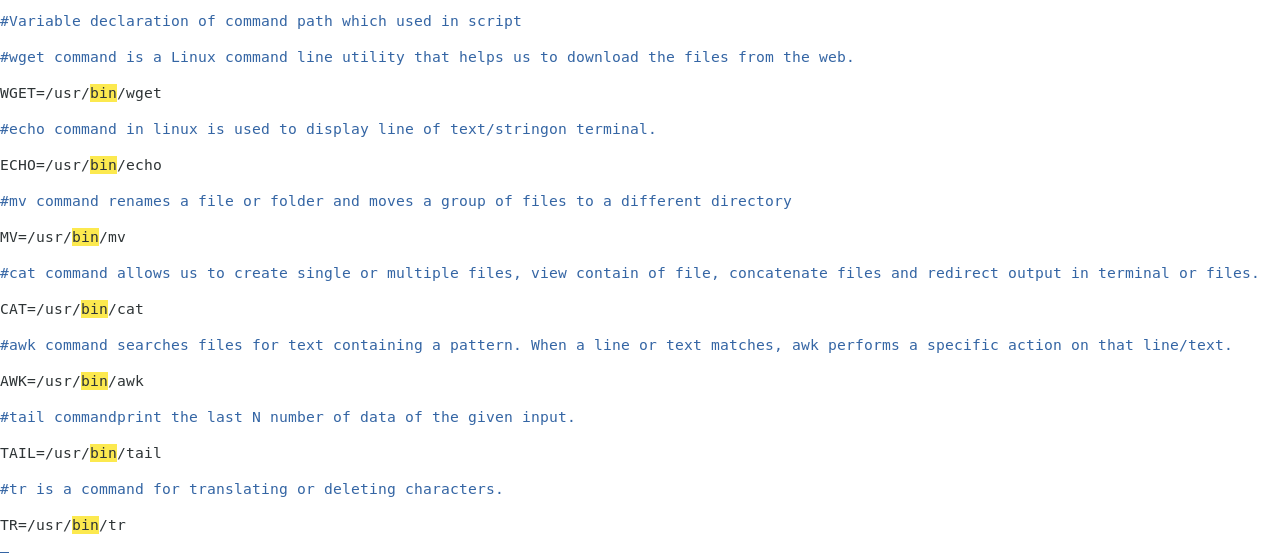 #Variable declaration of command path which used in script
#wget command is a Linux command line utility that helps us to download the files from the web.
WGET=/usr/bin/wget
#echo command in linux is used to display line of text/stringon terminal.
ECHO=/usr/bin/echo
#mv command renames a file or folder and moves a group of files to a different directory
MV=/usr/bin/mv
#cat command allows us to create single or multiple files, view contain of file, concatenate files and redirect output in terminal or files.
CAT=/usr/bin/cat
#awk command searches files for text containing a pattern. When a line or text matches, awk performs a specific action on that line/text.
AWK=/usr/bin/awk
#tail commandprint the last N number of data of the given input.
TAIL=/usr/bin/tail
#tr is a command for translating or deleting characters.
TR=/usr/bin/tr